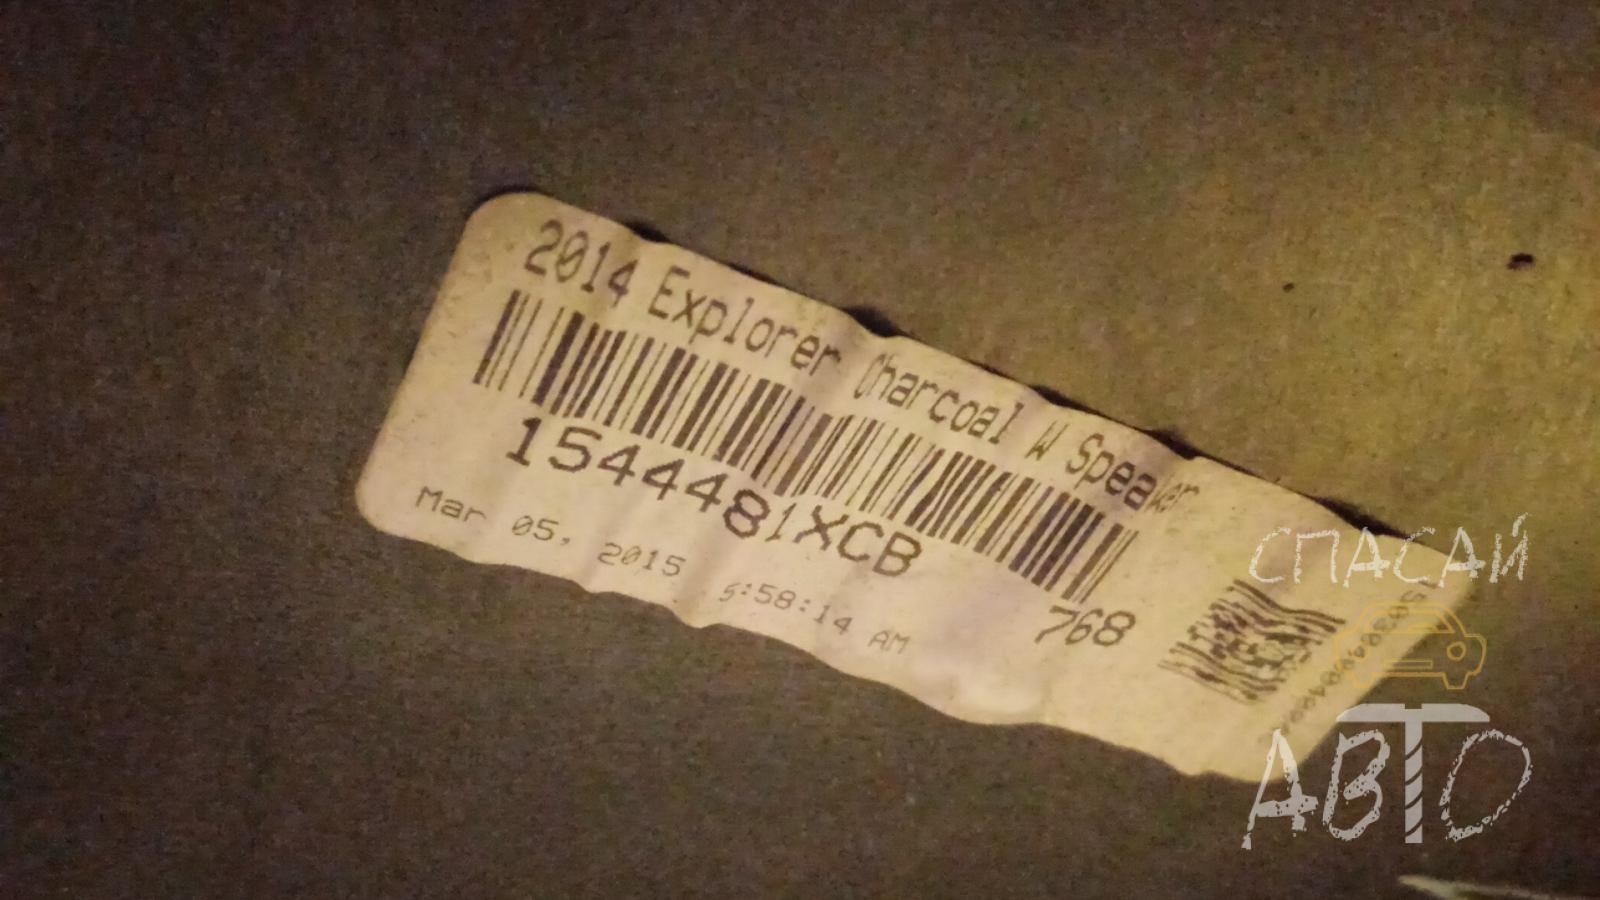 2014 Explorer Charcoal W Speaker
1544481XCB
768
Mar 05, 2015 5:58:14 AM
СПАСАЙ
АВТО